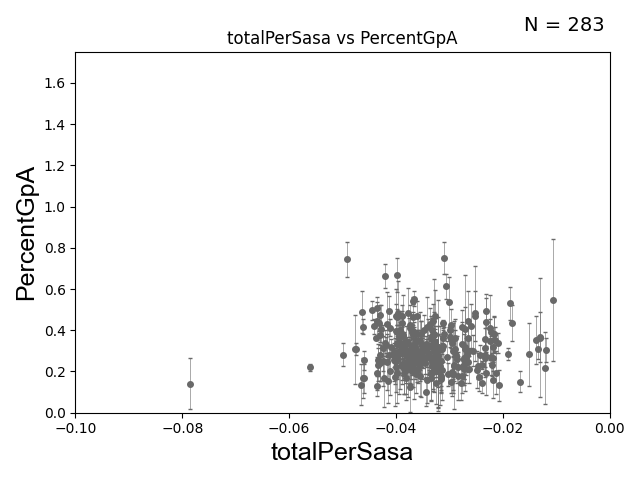 N = 283
totalPerSasa vs PercentGpA
PercentGpA
1.6
1.4
1.2
1.0
0.8
0.6
0.4
0.2
0.0
−0.10 −0.08 −0.06 −0.04 −0.02 0.00
totalPerSasa